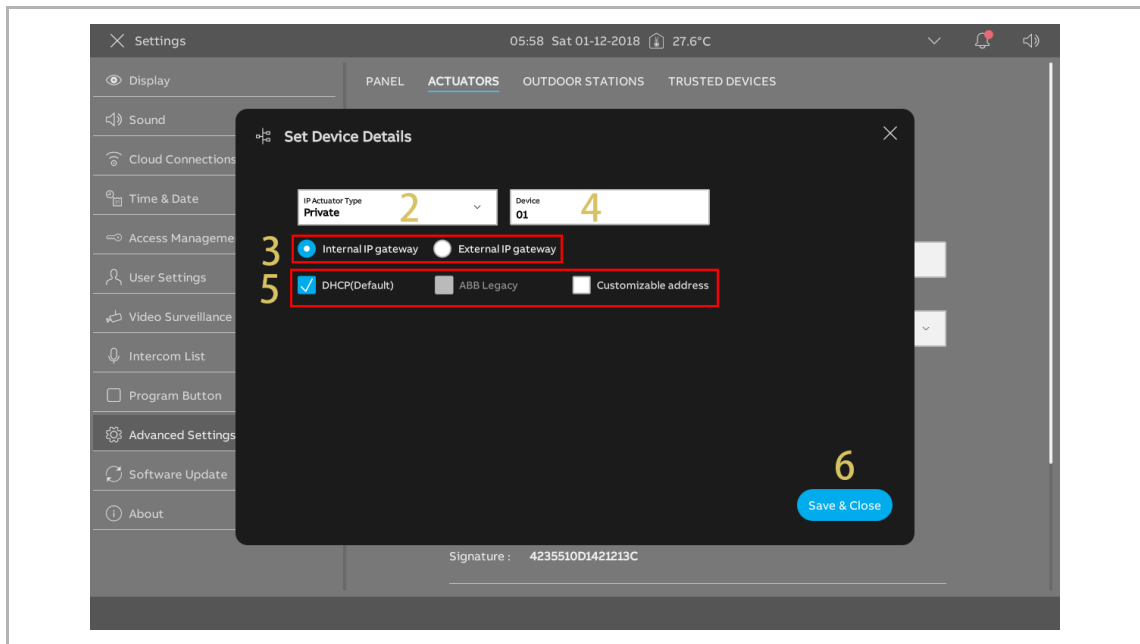 Settings
05:58 Sat 01-12-2018 27.6°C
Display
PANEL ACTUATORS OUTDOOR STATIONS TRUSTED DEVICES
Sound
Set Device Details
Cloud Connections
Time & Date
IP Actuator Type
Private
2
Device
01
4
Access Manageme
3
Internal IP gateway External IP gateway
User Settings
5
DHCP(Default) ABB Legacy Customizable address
Video Surveillance
Intercom List
Program Button
Advanced Settings
Software Update
6
Save & Close
About
Signature : 4235510D1421213C